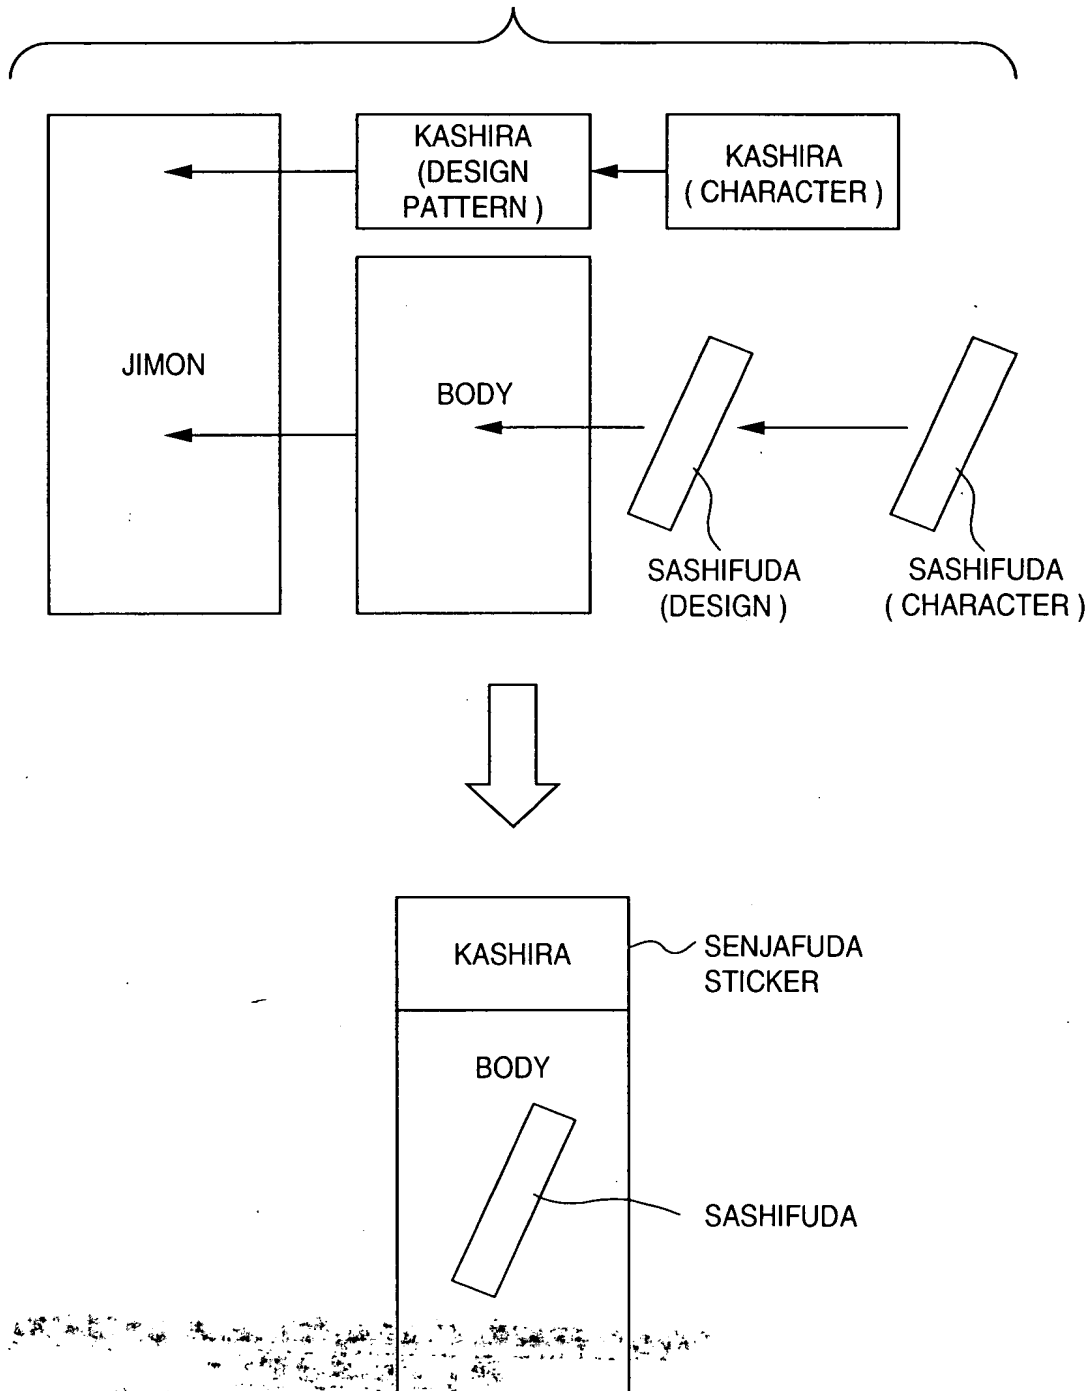 KASHIRA
(DESIGN
PATTERN )
KASHIRA
( CHARACTER )
JIMON
BODY
SASHIFUDA
(DESIGN )
SASHIFUDA
( CHARACTER )
KASHIRA
SENJAFUDA
STICKER
BODY
SASHIFUDA